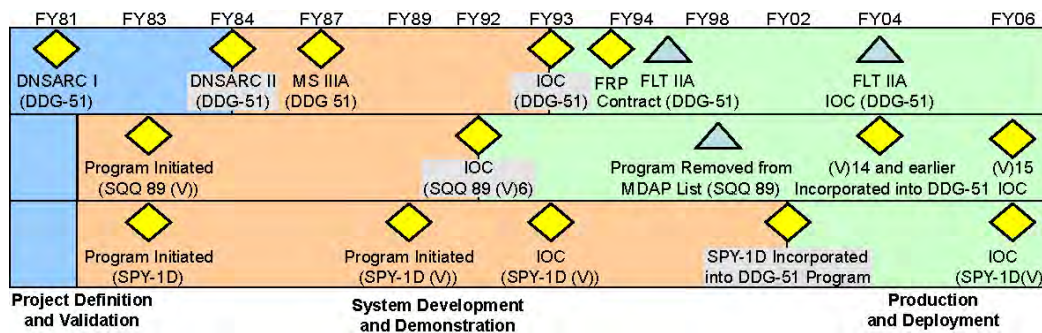 FY81 FY83 FY84 FY87 FY89 FY92 FY93 FY94 FY98 FY02 FY04 FY06
DNSARC I DNSARC II MS IIIA IOC FRP FLT IIA FLT IIA
(DDG-51) (DDG-51) (DDG 51) (DDG-51) Contract (DDG-51) IOC (DDG-51)
Program Initiated IOC Program Removed from (V)14 and earlier (V)15
(SQQ 89 (V)) (SQQ 89 (V)6) MDAP List (SQQ 89) Incorporated into DDG-51 IOC
Program Initiated Program Initiated IOC SPY-1D Incorporated IOC
(SPY-1D) (SPY-1D (V)) (SPY-1D (V)) into DDG-51 Program (SPY-1D(V)
Project Definition System Development Production
and Validation and Demonstration and Deployment